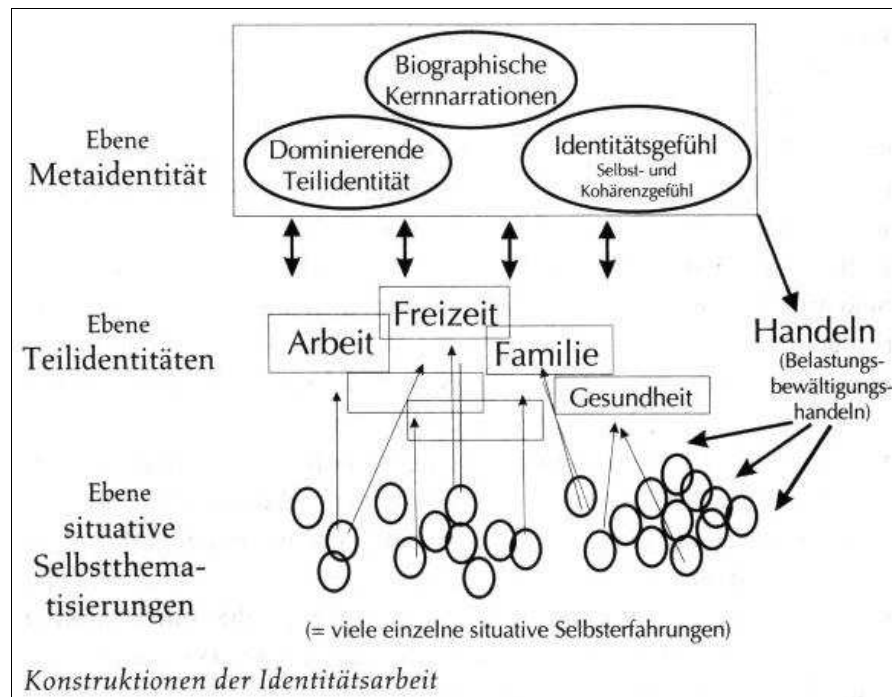 Biographische
Kernnarrationen
Ebene
Metaidentität
Dominierende
Teilidentität
Identitätsgefühl
Selbst- und
Kohärenzgefühl
Ebene
Teilidentitäten
Arbeit
Freizeit
Familie
Gesundheit
Handeln
(Belastungs-
bewältigungs-
handeln)
Ebene
situative
Selbstthema-
tisierungen
(= viele einzelne situative Selbsterfahrungen)
Konstruktionen der Identitätsarbeit